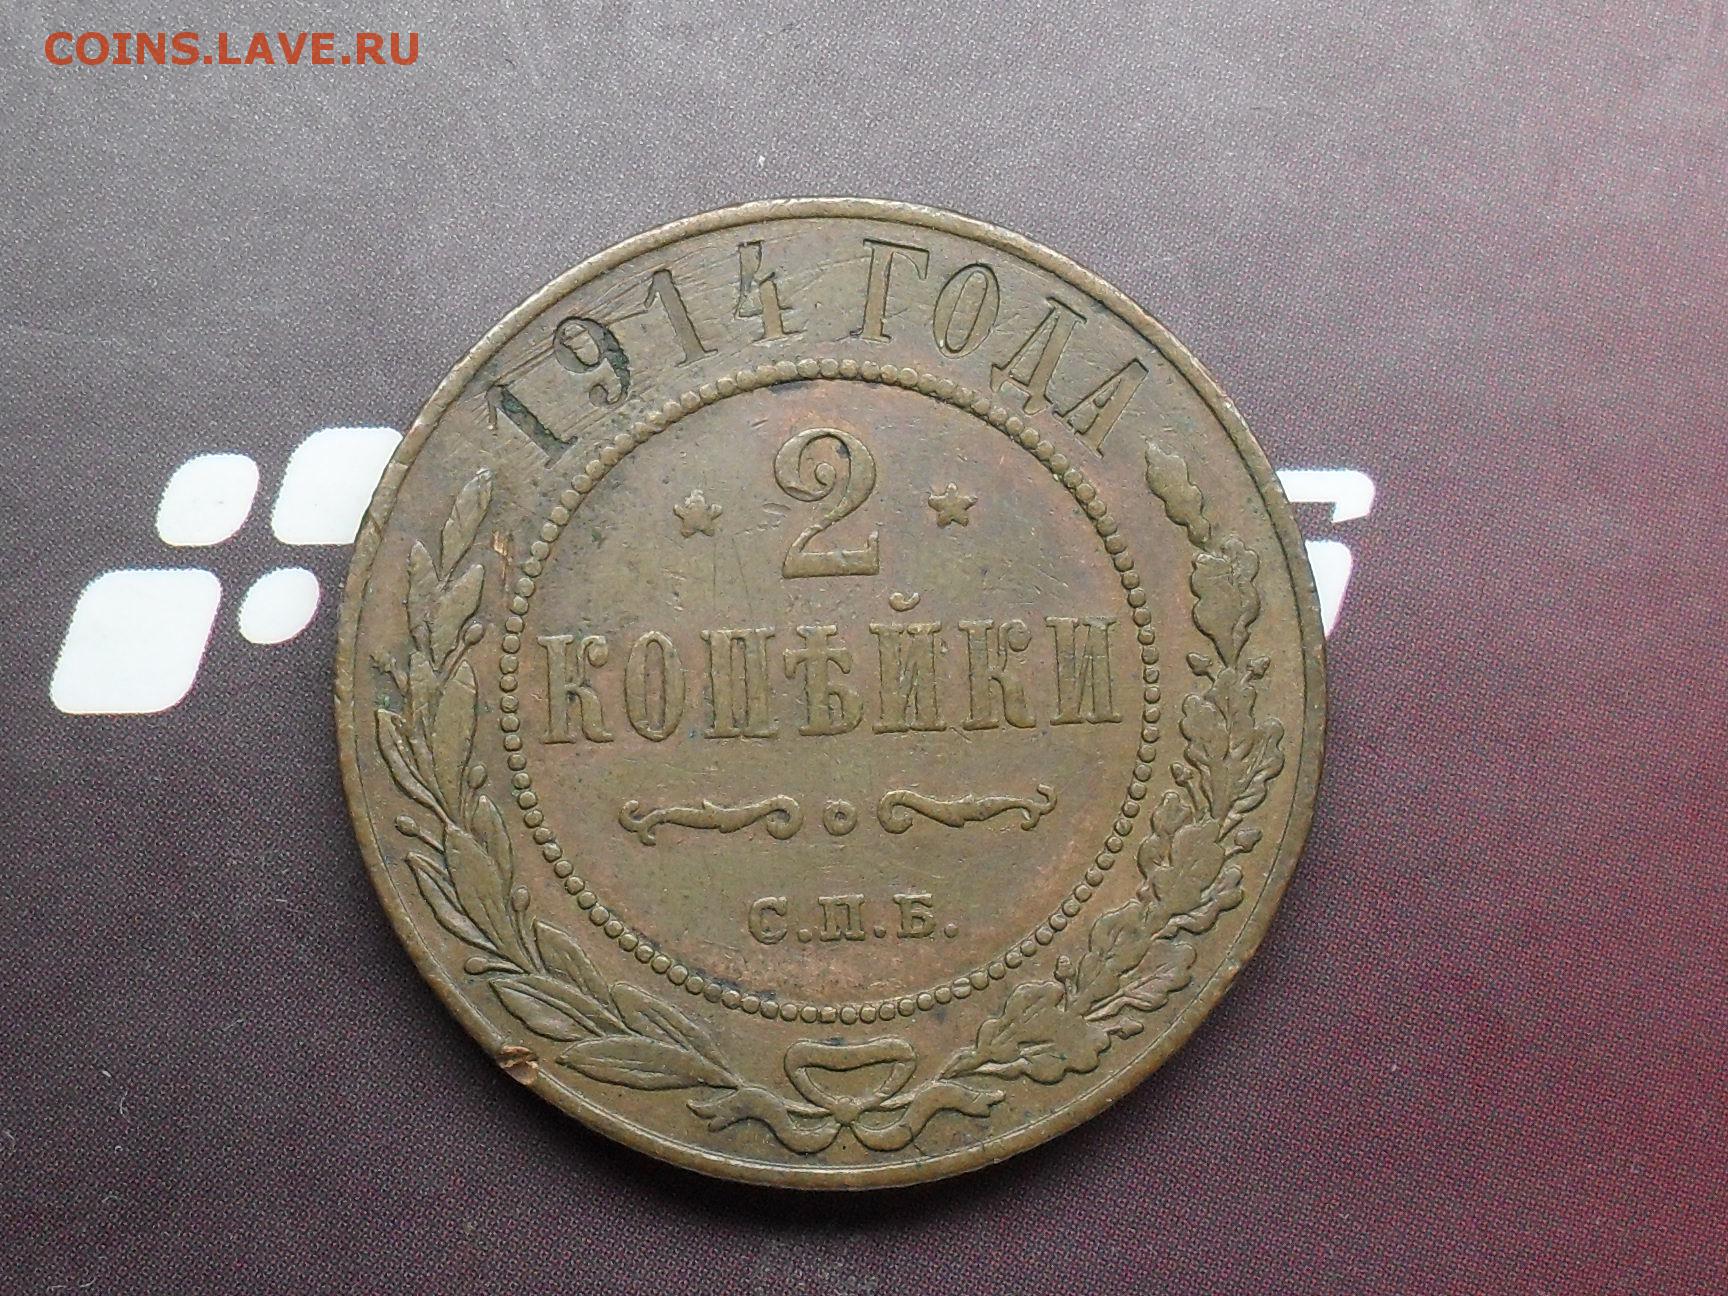 COINS.LAVE.RU
1914 ГОДА
2
КОПѢЙКИ
С.П.Б.